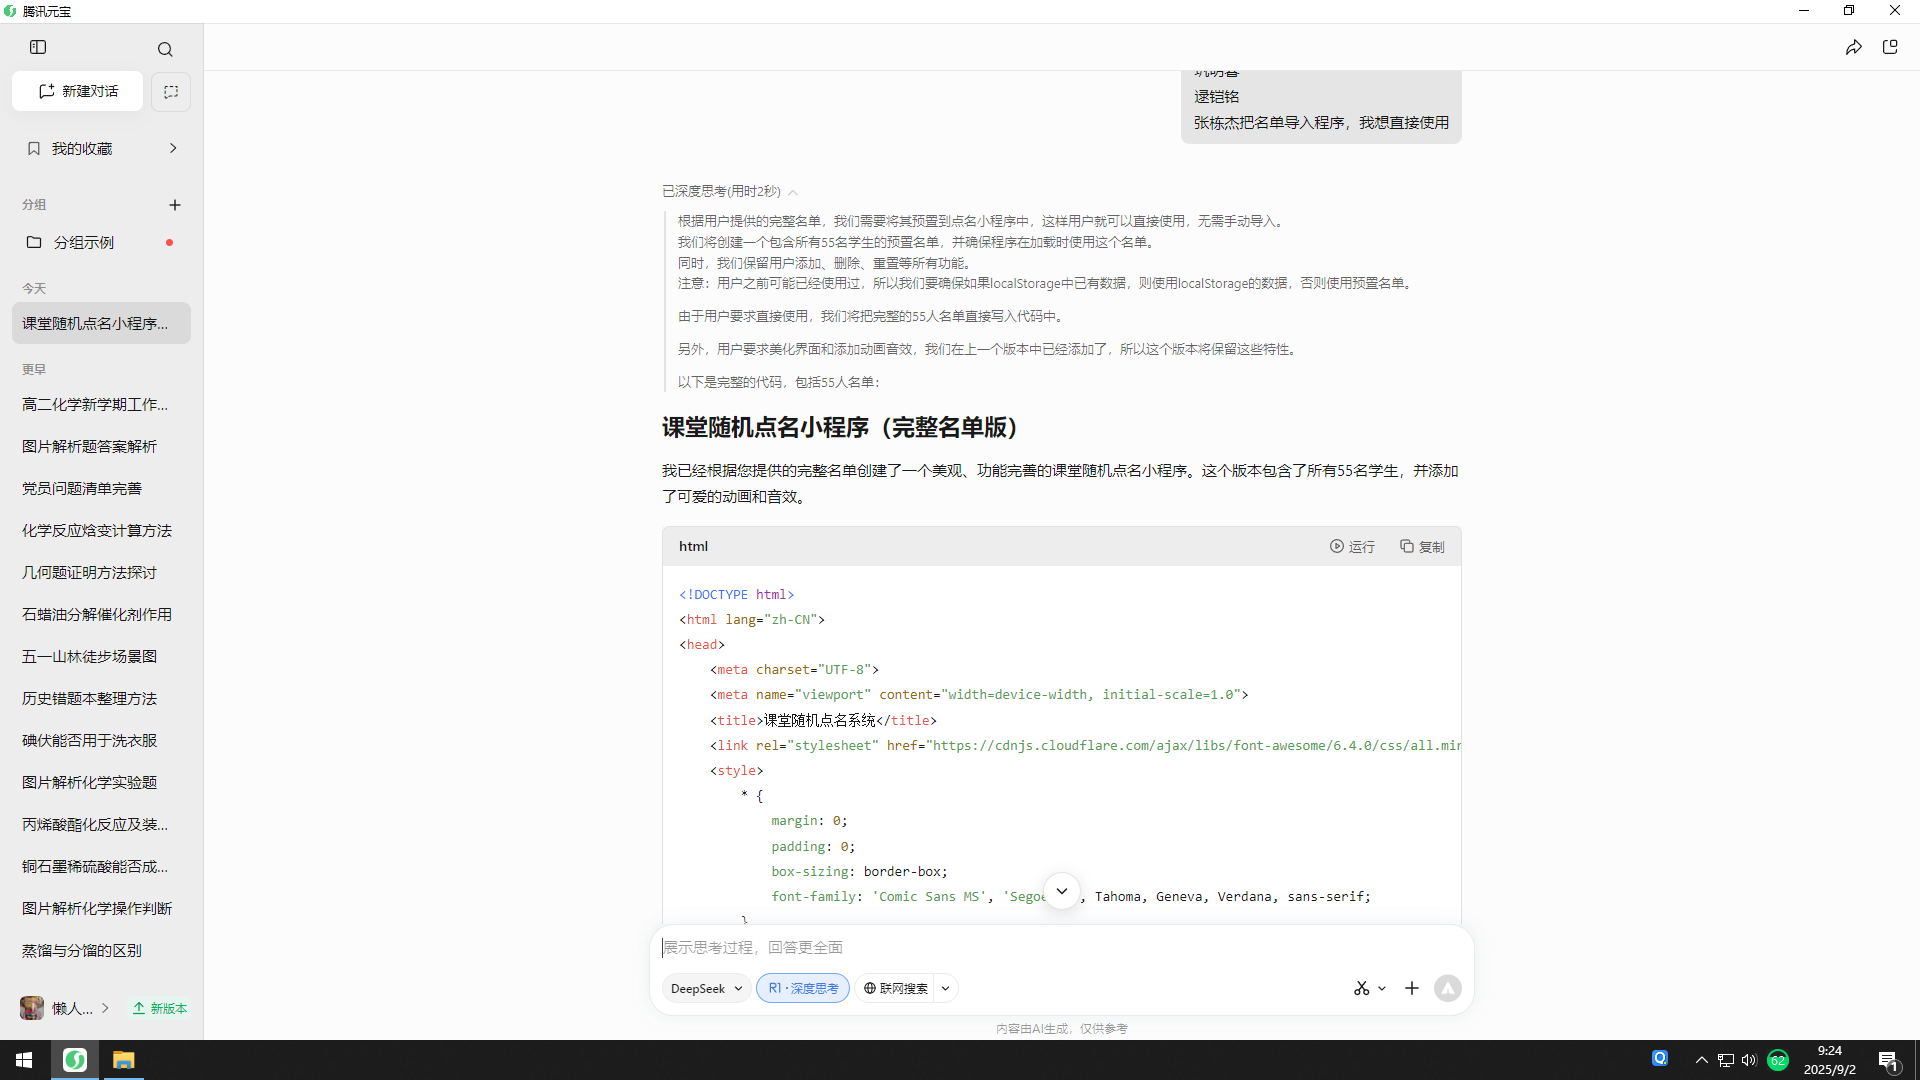 腾讯元宝
新建对话
我的收藏
分组
分组示例
今天
课堂随机点名小程序...
更早
高二化学新学期工作...
图片解析题答案解析
党员问题清单完善
化学反应焓变计算方法
几何题证明方法探讨
石蜡油分解催化剂作用
五一山林徒步场景图
历史错题本整理方法
碘伏能否用于洗衣服
图片解析化学实验题
丙烯酸酯化反应及装...
铜石墨稀硫酸能否成...
图片解析化学操作判断
蒸馏与分馏的区别
懒人...
新版本
逯铠铭
张栋杰把名单导入程序，我想直接使用
已深度思考(用时2秒)
根据用户提供的完整名单，我们需要将其预置到点名小程序中，这样用户就可以直接使用，无需手动导入。
我们将创建一个包含所有55名学生的预置名单，并确保程序在加载时使用这个名单。
同时，我们保留用户添加、删除、重置等所有功能。
注意：用户之前可能已经使用过，所以我们要确保如果localStorage中已有数据，则使用localStorage的数据，否则使用预置名单。
由于用户要求直接使用，我们将把完整的55人名单直接写入代码中。
另外，用户要求美化界面和添加动画音效，我们在上一个版本中已经添加了，所以这个版本将保留这些特性。
以下是完整的代码，包括55人名单：
课堂随机点名小程序（完整名单版）
我已经根据您提供的完整名单创建了一个美观、功能完善的课堂随机点名小程序。这个版本包含了所有55名学生，并添加
了可爱的动画和音效。
html
运行
复制
<!DOCTYPE html>
<html lang="zh-CN">
<head>
<meta charset="UTF-8">
<meta name="viewport" content="width=device-width, initial-scale=1.0">
<title>课堂随机点名系统</title>
<link rel="stylesheet" href="https://cdnjs.cloudflare.com/ajax/libs/font-awesome/6.4.0/css/all.min
<style>
* {
margin: 0;
padding: 0;
box-sizing: border-box;
font-family: 'Comic Sans MS', 'Segoe , Tahoma, Geneva, Verdana, sans-serif;
}
展示思考过程，回答更全面
DeepSeek
R1·深度思考
联网搜索
内容由AI生成，仅供参考
62
9:24
2025/9/2
1